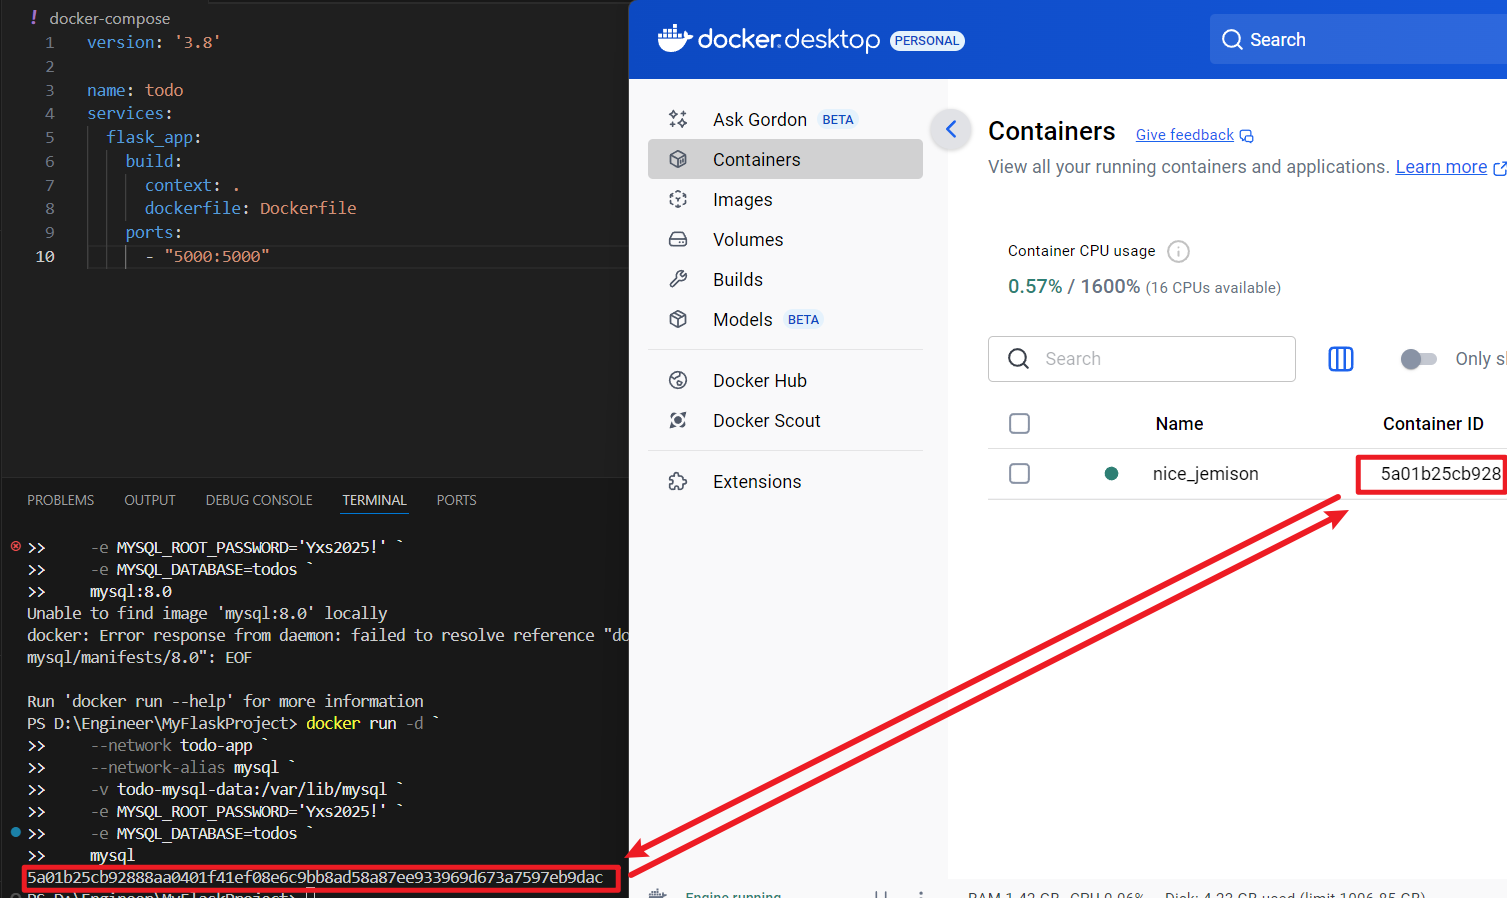 ! docker-compose
1 version: '3.8'
2
3 name: todo
4 services:
5 flask_app:
6 build:
7 context: .
8 dockerfile: Dockerfile
9 ports:
10 - "5000:5000"
PROBLEMS OUTPUT DEBUG CONSOLE TERMINAL PORTS
>> -e MYSQL_ROOT_PASSWORD='Yxs2025!' `
>> -e MYSQL_DATABASE=todos `
>> mysql:8.0
Unable to find image 'mysql:8.0' locally
docker: Error response from daemon: failed to resolve reference "do
mysql/manifests/8.0": EOF
Run 'docker run --help' for more information
PS D:\Engineer\MyFlaskProject> docker run -d `
>> --network todo-app `
>> --network-alias mysql `
>> -v todo-mysql-data:/var/lib/mysql `
>> -e MYSQL_ROOT_PASSWORD='Yxs2025!' `
>> -e MYSQL_DATABASE=todos `
>> mysql
5a01b25cb92888aa0401f41ef08e6c9bb8ad58a87ee933969d673a7597eb9dac
PS D:\Engineer\MyFlaskProject>
docker.desktop PERSONAL
Search
Ask Gordon BETA
Containers
Images
Volumes
Builds
Models BETA
Docker Hub
Docker Scout
Extensions
Containers Give feedback
View all your running containers and applications. Learn more
Container CPU usage
0.57% / 1600% (16 CPUs available)
Search
Only s
Name Container ID
nice_jemison 5a01b25cb928
Engine running RAM 1.42 GB CPU 0.06% Disk: 4.23 GB used (limit 1006.85 GB)